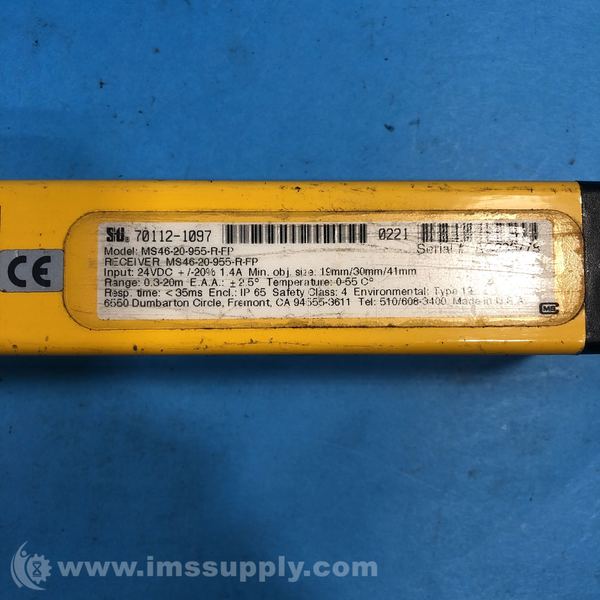 STI® 70112-1097 0221
Model: MS46-20-955-R-FP Serial #
RECEIVER MS46-20-955-R-FP
Input: 24VDC +/-20% 1.4A Min. obj. size: 19mm/30mm/41mm
Range: 0.3-20m E.A.A.: ±2.5° Temperature: 0-55 C°
Resp. time: <35ms Encl.: IP 65 Safety Class: 4 Environmental: Type
6550 Dumbarton Circle, Fremont, CA 94555-3611 Tel: 510/608-3400 Made in U.S.A.
CE
IMS
www.imssupply.com